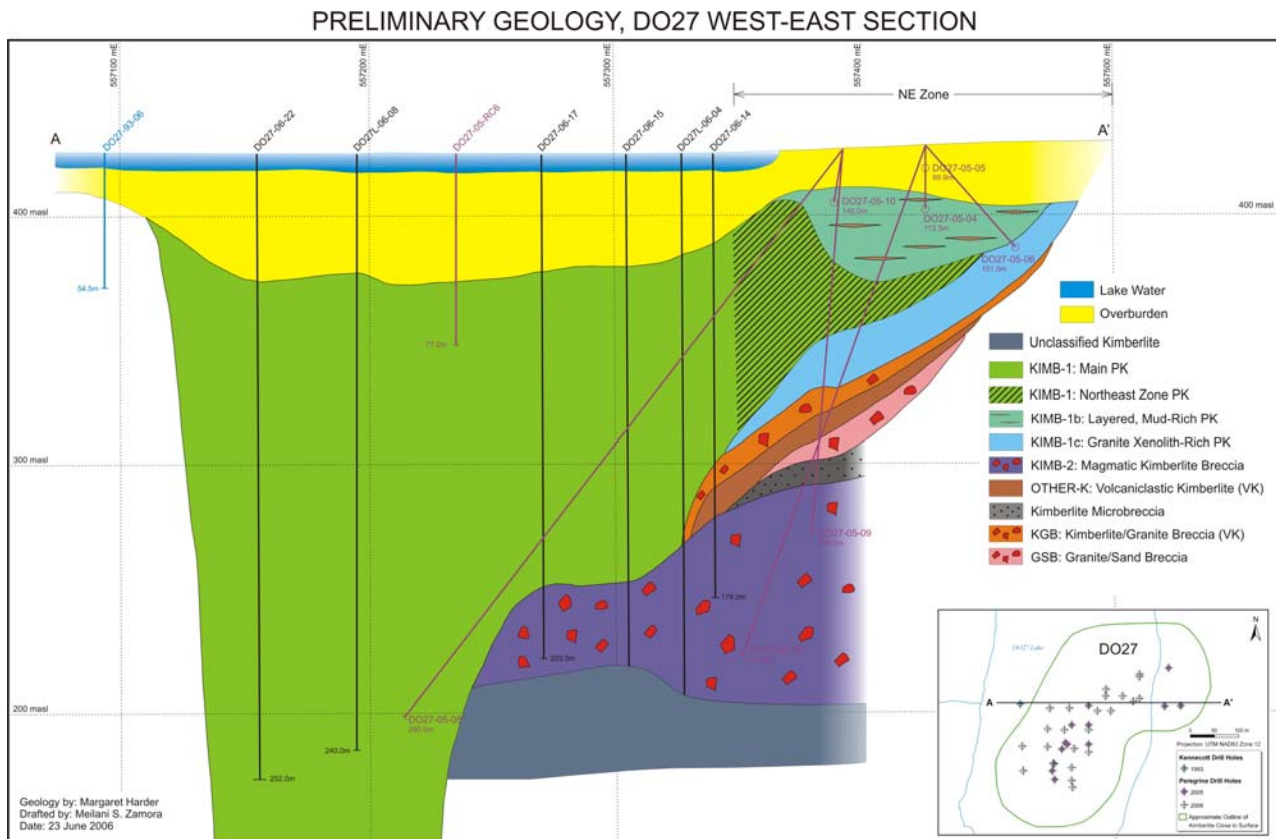 PRELIMINARY GEOLOGY, DO27 WEST-EAST SECTION
557100 mE
557200 mE
557300 mE
557400 mE
557500 mE
NE Zone
A
A'
DO27-93-06
DO27-06-22
DO27L-06-08
DO27-05-RC6
DO27-06-17
DO27-06-15
DO27L-06-04
DO27-06-14
DO27-05-05
99.9m
DO27-05-10
149.0m
DO27-05-04
113.5m
400 masl
400 masl
DO27-05-06
101.0m
54.5m
77.0m
Lake Water
Overburden
Unclassified Kimberlite
KIMB-1: Main PK
KIMB-1: Northeast Zone PK
KIMB-1b: Layered, Mud-Rich PK
KIMB-1c: Granite Xenolith-Rich PK
KIMB-2: Magmatic Kimberlite Breccia
OTHER-K: Volcaniclastic Kimberlite (VK)
Kimberlite Microbreccia
KGB: Kimberlite/Granite Breccia (VK)
GSB: Granite/Sand Breccia
300 masl
DO27-05-09
179.0m
203.0m
200 masl
DO27-05-08
240.0m
252.0m
Geology by: Margaret Harder
Drafted by: Meilani S. Zamora
Date: 23 June 2006
N
DO27 Lake
DO27
A
A'
0 50 100 m
Projection: UTM NAD83 Zone 12
Kennecott Drill Holes
1993
Peregrine Drill Holes
2005
2006
Approximate Outline of
Kimberlite Close to Surface